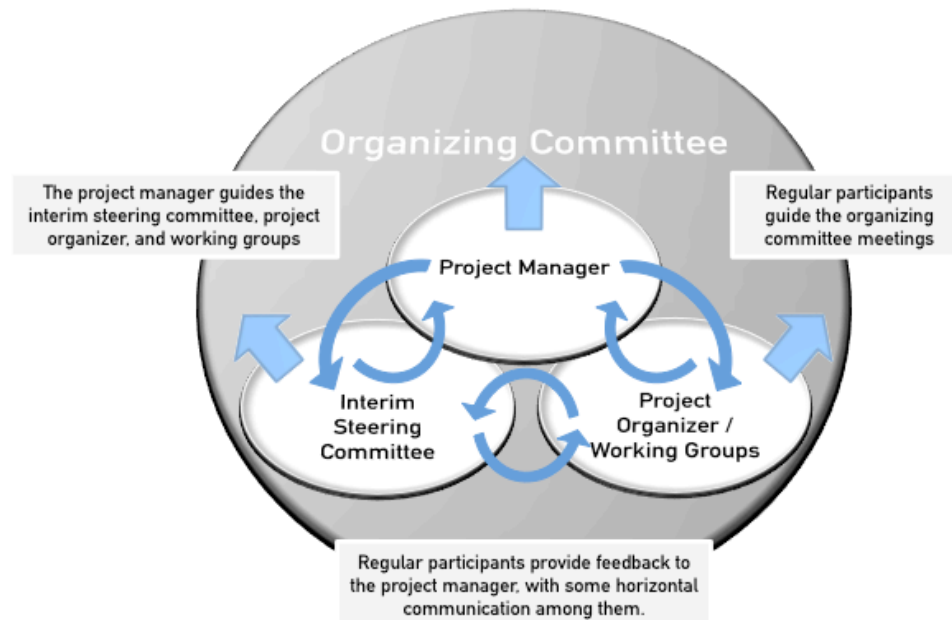 Organizing Committee
The project manager guides the
interim steering committee, project
organizer, and working groups
Regular participants
guide the organizing
committee meetings
Project Manager
Interim
Steering
Committee
Project
Organizer /
Working Groups
Regular participants provide feedback to
the project manager, with some horizontal
communication among them.